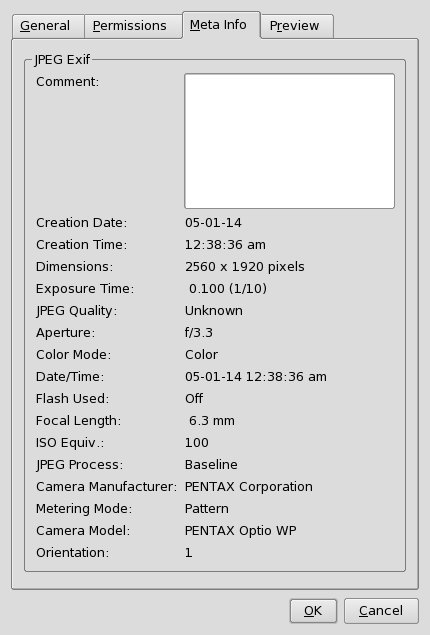 General Permissions Meta Info Preview
JPEG Exif
Comment:
Creation Date: 05-01-14
Creation Time: 12:38:36 am
Dimensions: 2560 x 1920 pixels
Exposure Time: 0.100 (1/10)
JPEG Quality: Unknown
Aperture: f/3.3
Color Mode: Color
Date/Time: 05-01-14 12:38:36 am
Flash Used: Off
Focal Length: 6.3 mm
ISO Equiv.: 100
JPEG Process: Baseline
Camera Manufacturer: PENTAX Corporation
Metering Mode: Pattern
Camera Model: PENTAX Optio WP
Orientation: 1
OK Cancel